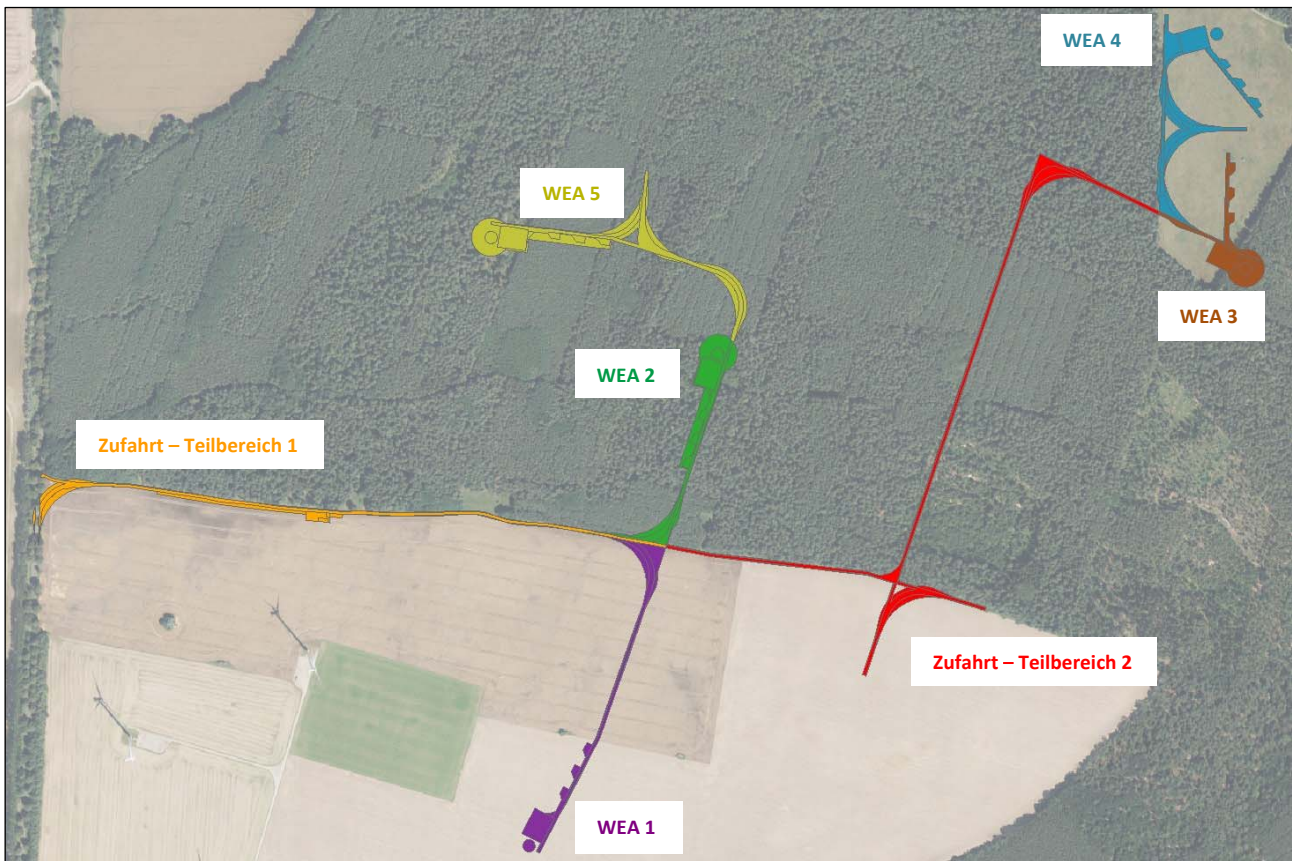 WEA 4
WEA 5
WEA 3
WEA 2
Zufahrt – Teilbereich 1
Zufahrt – Teilbereich 2
WEA 1